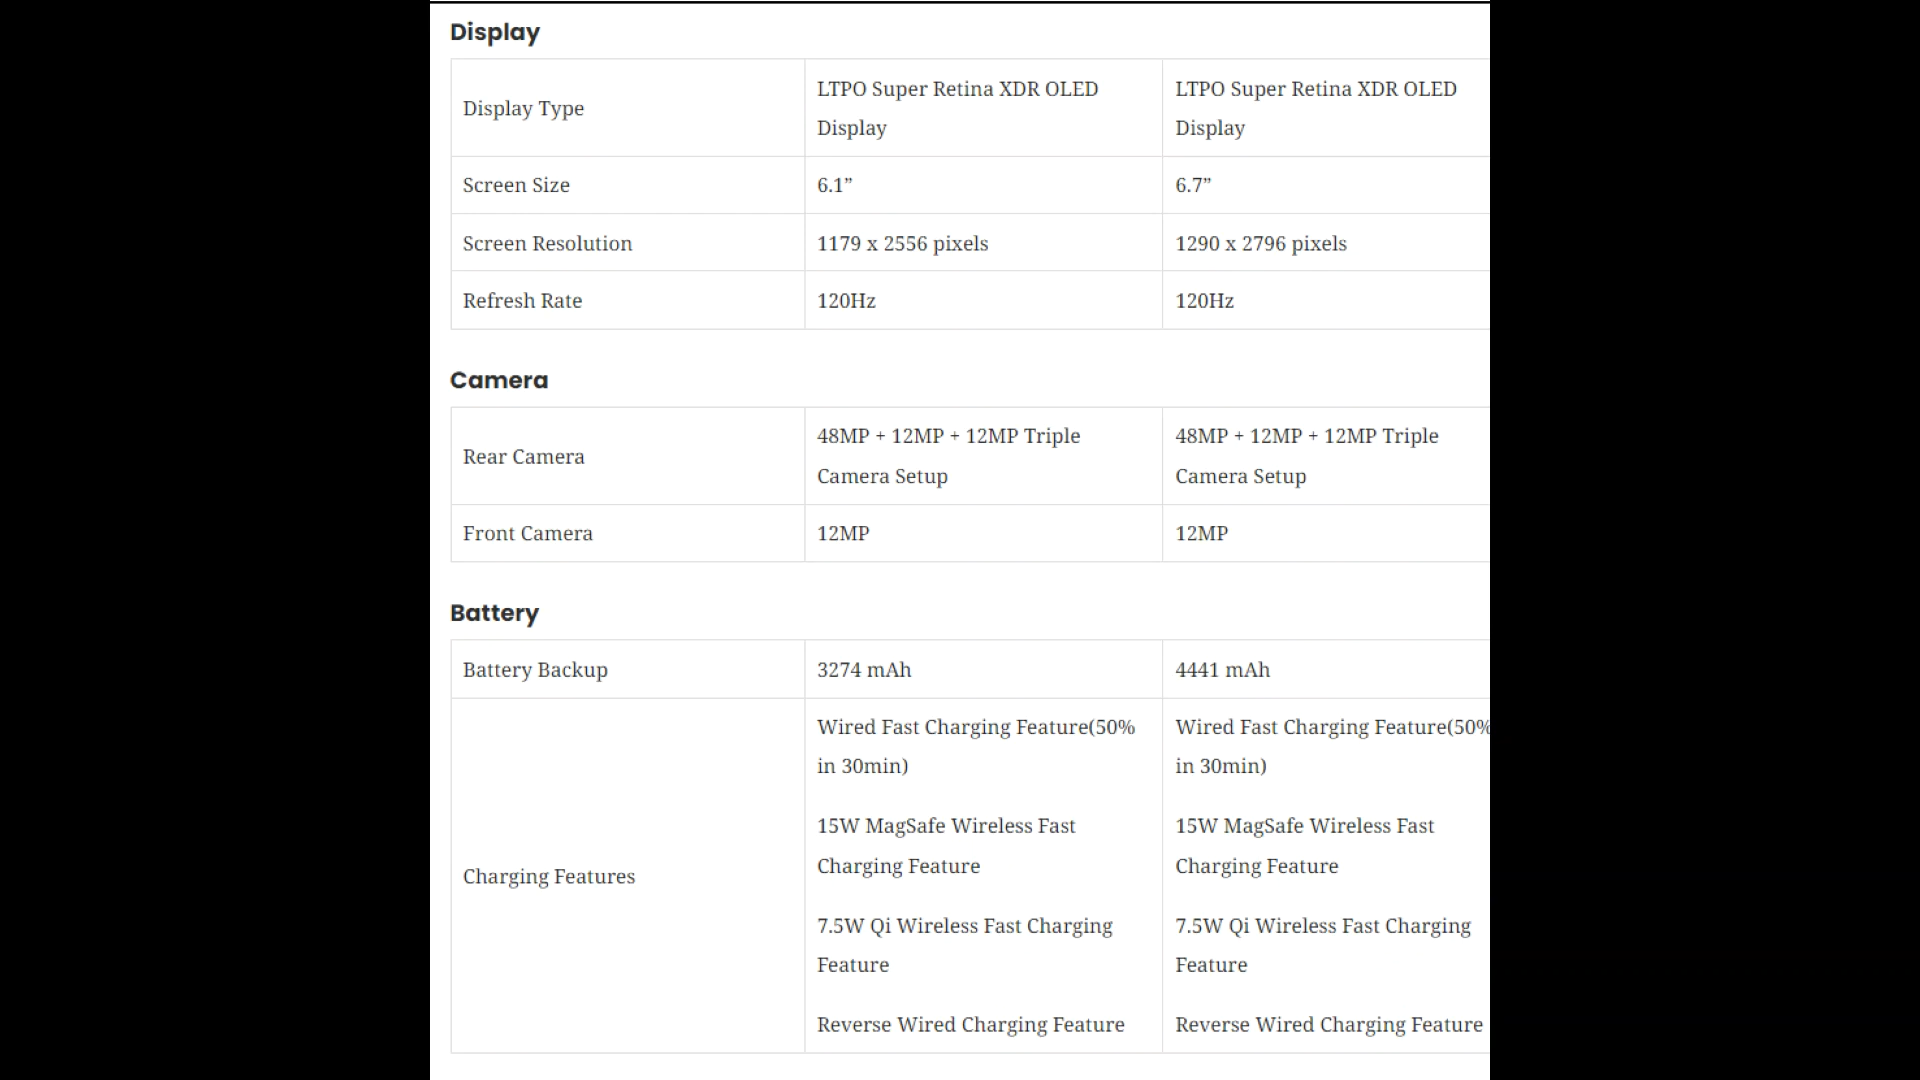 Display
Display Type
LTPO Super Retina XDR OLED
Display
LTPO Super Retina XDR OLED
Display
Screen Size
6.1”
6.7”
Screen Resolution
1179 x 2556 pixels
1290 x 2796 pixels
Refresh Rate
120Hz
120Hz
Camera
Rear Camera
48MP + 12MP + 12MP Triple
Camera Setup
48MP + 12MP + 12MP Triple
Camera Setup
Front Camera
12MP
12MP
Battery
Battery Backup
3274 mAh
4441 mAh
Charging Features
Wired Fast Charging Feature(50%
in 30min)
15W MagSafe Wireless Fast
Charging Feature
7.5W Qi Wireless Fast Charging
Feature
Reverse Wired Charging Feature
Wired Fast Charging Feature(50%
in 30min)
15W MagSafe Wireless Fast
Charging Feature
7.5W Qi Wireless Fast Charging
Feature
Reverse Wired Charging Feature